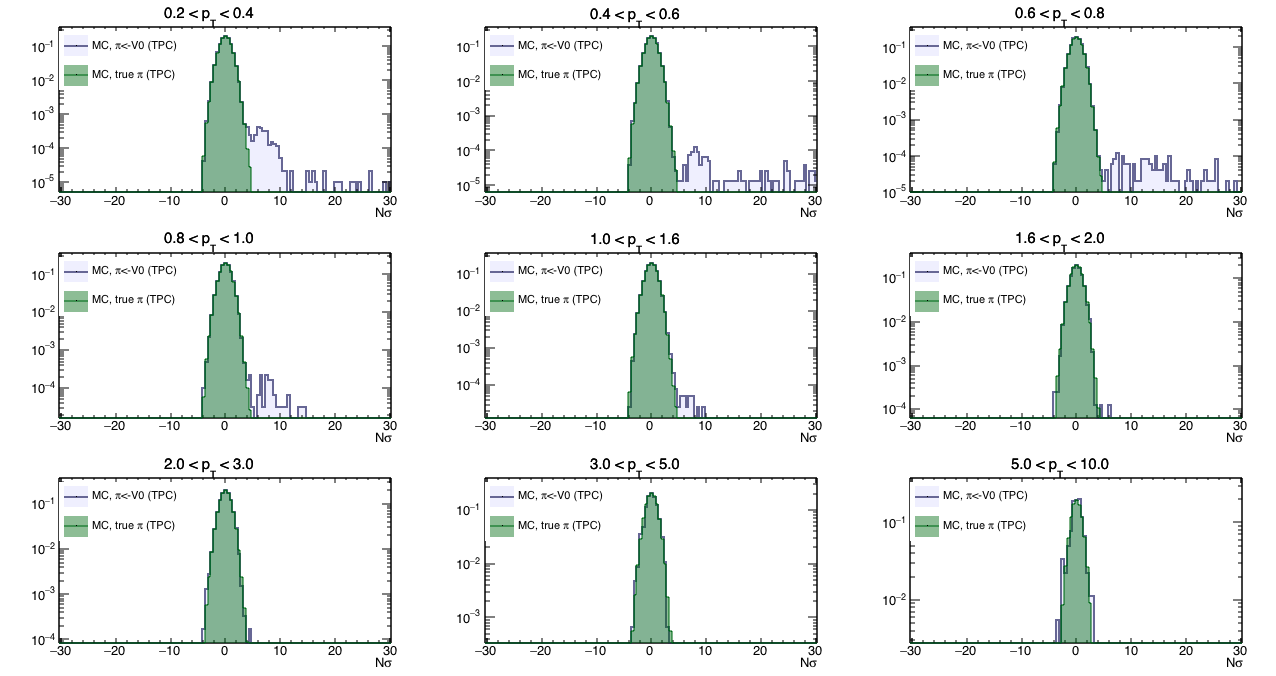 0.2 < p_T < 0.4
10⁻¹
10⁻²
10⁻³
10⁻⁴
10⁻⁵
MC, π<-V0 (TPC)
MC, true π (TPC)
−30 −20 −10 0 10 20 30
Nσ
0.4 < p_T < 0.6
10⁻¹
10⁻²
10⁻³
10⁻⁴
10⁻⁵
MC, π<-V0 (TPC)
MC, true π (TPC)
−30 −20 −10 0 10 20 30
Nσ
0.6 < p_T < 0.8
10⁻¹
10⁻²
10⁻³
10⁻⁴
10⁻⁵
MC, π<-V0 (TPC)
MC, true π (TPC)
−30 −20 −10 0 10 20 30
Nσ
0.8 < p_T < 1.0
10⁻¹
10⁻²
10⁻³
10⁻⁴
MC, π<-V0 (TPC)
MC, true π (TPC)
−30 −20 −10 0 10 20 30
Nσ
1.0 < p_T < 1.6
10⁻¹
10⁻²
10⁻³
10⁻⁴
MC, π<-V0 (TPC)
MC, true π (TPC)
−30 −20 −10 0 10 20 30
Nσ
1.6 < p_T < 2.0
10⁻¹
10⁻²
10⁻³
10⁻⁴
MC, π<-V0 (TPC)
MC, true π (TPC)
−30 −20 −10 0 10 20 30
Nσ
2.0 < p_T < 3.0
10⁻¹
10⁻²
10⁻³
10⁻⁴
MC, π<-V0 (TPC)
MC, true π (TPC)
−30 −20 −10 0 10 20 30
Nσ
3.0 < p_T < 5.0
10⁻¹
10⁻²
10⁻³
MC, π<-V0 (TPC)
MC, true π (TPC)
−30 −20 −10 0 10 20 30
Nσ
5.0 < p_T < 10.0
10⁻¹
10⁻²
MC, π<-V0 (TPC)
MC, true π (TPC)
−30 −20 −10 0 10 20 30
Nσ